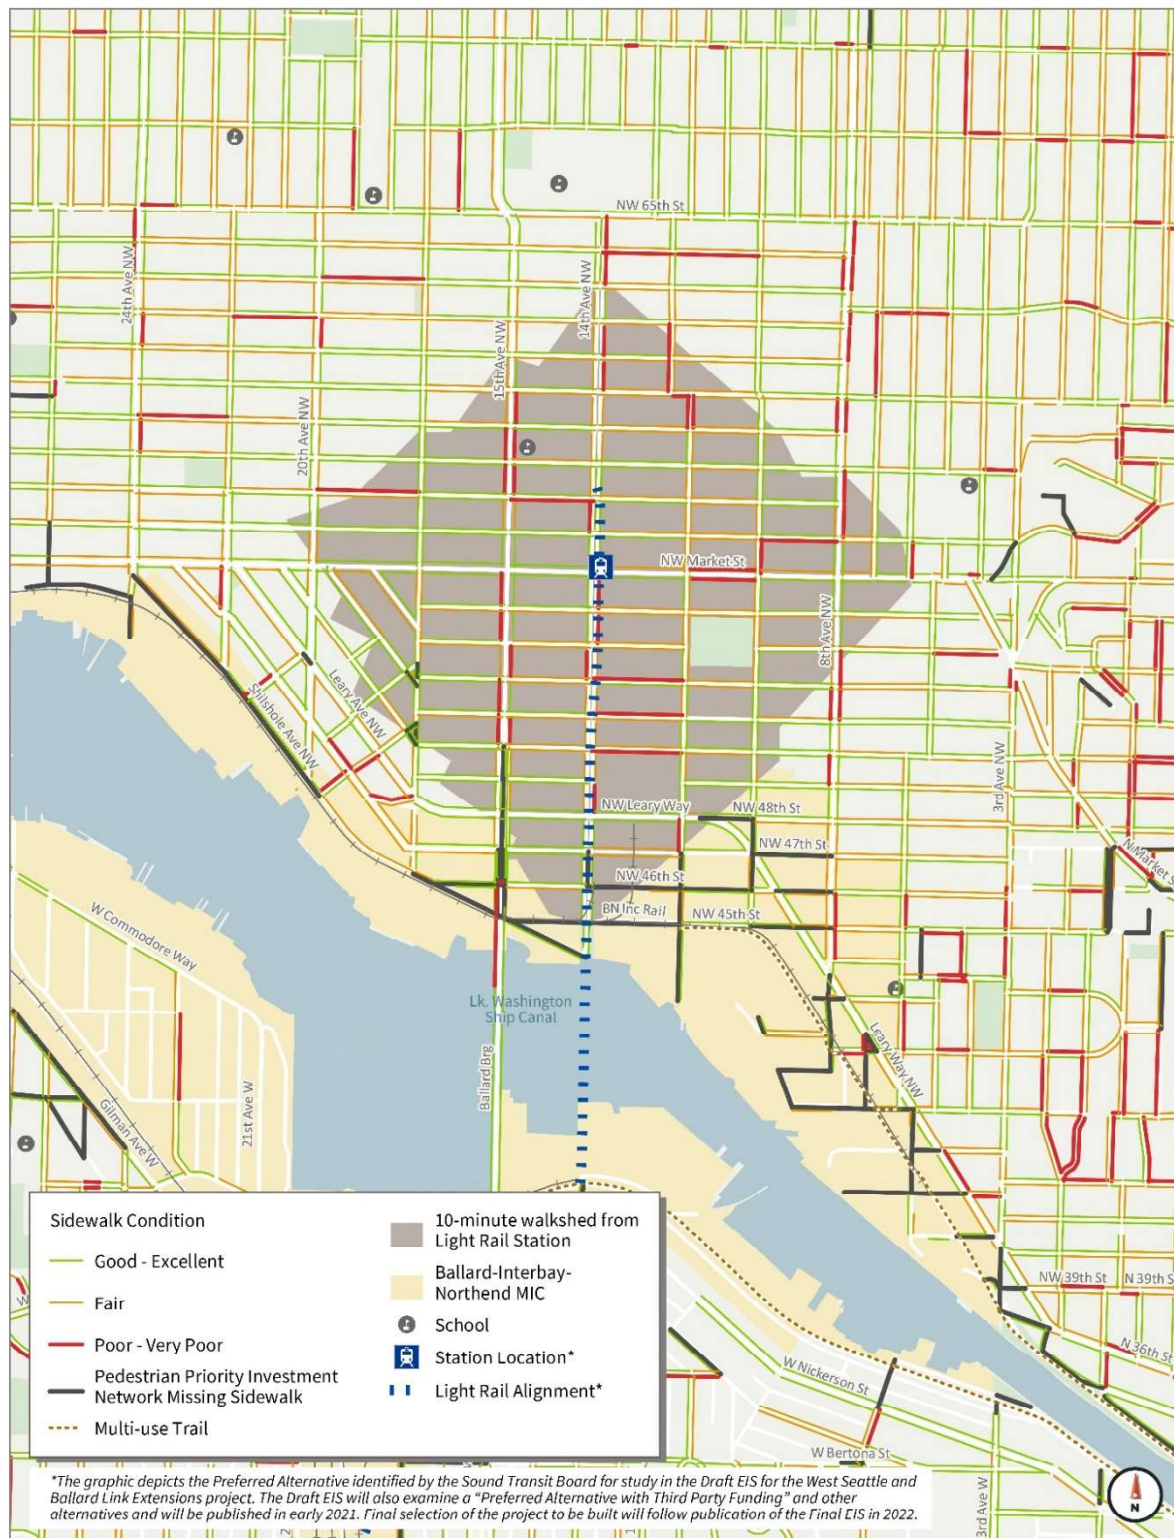 NW 65th St
24th Ave NW
14th Ave NW
15th Ave NW
20th Ave NW
NW Market St
8th Ave NW
Leary Ave NW
Shilshole Ave NW
3rd Ave NW
NW Leary Way
NW 48th St
NW 47th St
N Market S
NW 46th St
BN Inc Rail
NW 45th St
W Commodore Way
Lk. Washington
Ship Canal
Leary Way NW
Ballard Brg
21st Ave W
Gilman Ave W
NW 39th St
N 39th S
N 36th St
W Nickerson St
W Bertona St
3rd Ave W
Sidewalk Condition
Good - Excellent
Fair
Poor - Very Poor
Pedestrian Priority Investment
Network Missing Sidewalk
Multi-use Trail
10-minute walkshed from
Light Rail Station
Ballard-Interbay-
Northend MIC
School
Station Location*
Light Rail Alignment*
*The graphic depicts the Preferred Alternative identified by the Sound Transit Board for study in the Draft EIS for the West Seattle and
Ballard Link Extensions project. The Draft EIS will also examine a “Preferred Alternative with Third Party Funding” and other
alternatives and will be published in early 2021. Final selection of the project to be built will follow publication of the Final EIS in 2022.
N